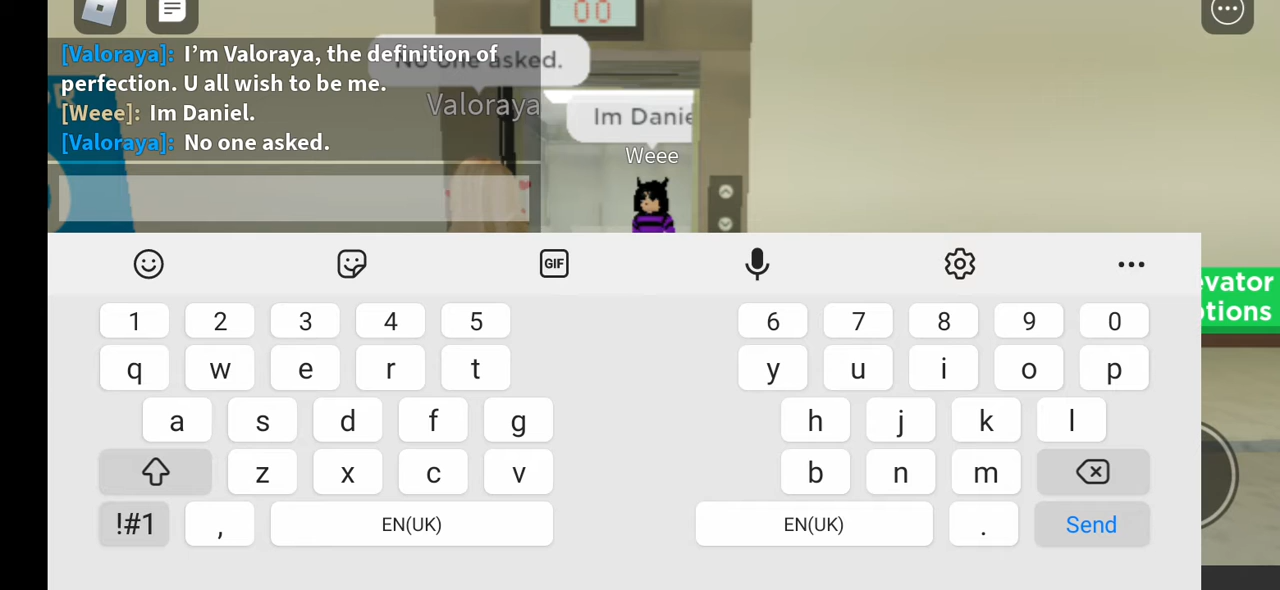 00
[Valoraya]: I'm Valoraya, the definition of
perfection. U all wish to be me.
[Weee]: Im Daniel.
[Valoraya]: No one asked.
No one asked.
Valoraya
Im Danie
Weee
evator
otions
GIF
1 2 3 4 5 6 7 8 9 0
q w e r t y u i o p
a s d f g h j k l
z x c v b n m
!#1 , EN(UK) EN(UK) . Send